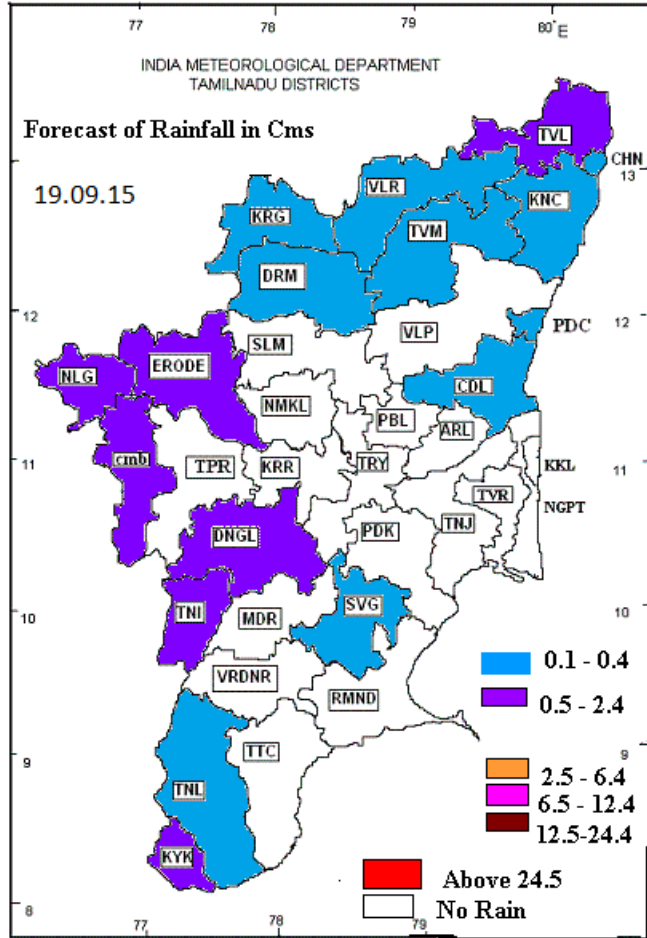 77 78 79 80 E
INDIA METEOROLOGICAL DEPARTMENT
TAMILNADU DISTRICTS
Forecast of Rainfall in Cms
TVL
CHN
13
19.09.15
VLR
KNC
KRG
TVM
DRM
12
12
PDC
SLM
VLP
NLG
ERODE
CDL
NMKL
PBL
ARL
11
cmb
TPR
KRR
TRY
KKL
11
TVR
NGPT
DNGL
PDK
TNJ
10
TNI
MDR
SVG
10
0.1 - 0.4
VRDNR
RMND
0.5 - 2.4
9
TTC
9
2.5 - 6.4
TNL
6.5 - 12.4
12.5-24.4
KYK
Above 24.5
8
No Rain
77 78 79